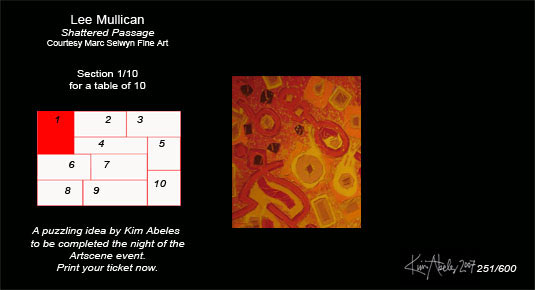 Lee Mullican
Shattered Passage
Courtesy Marc Selwyn Fine Art
Section 1/10
for a table of 10
1 2 3
4 5
6 7
8 9 10
A puzzling idea by Kim Abeles
to be completed the night of the
Artscene event.
Print your ticket now.
Kim Abeles 2007 251/600